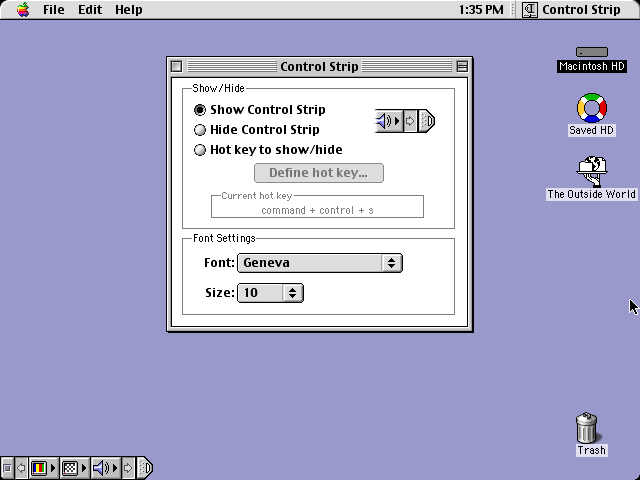 File Edit Help
1:35 PM
Control Strip
Control Strip
Show/Hide
Show Control Strip
Hide Control Strip
Hot key to show/hide
Define hot key...
Current hot key
command + control + s
Font Settings
Font: Geneva
Size: 10
Macintosh HD
Saved HD
The Outside World
Trash